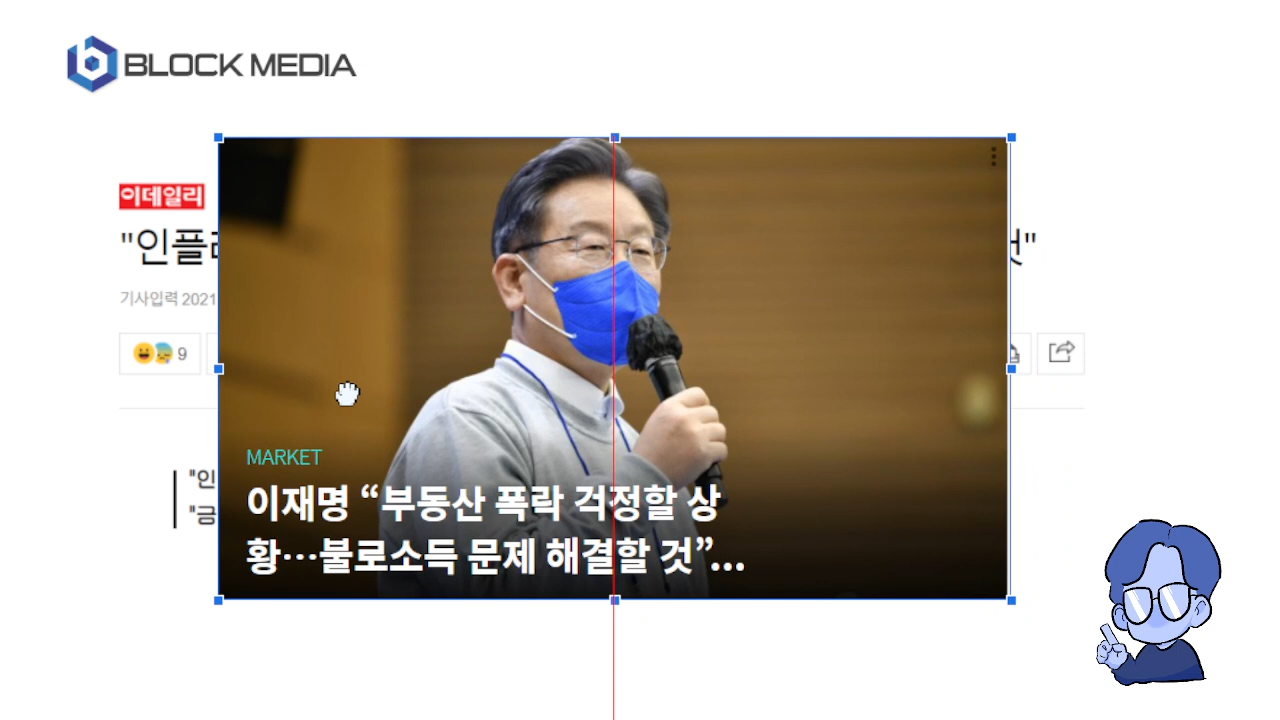 BLOCK MEDIA
이데일리
"인플
것"
기사입력 2021
9
MARKET
이재명 “부동산 폭락 걱정할 상
황…불로소득 문제 해결할 것”...
"인
"금